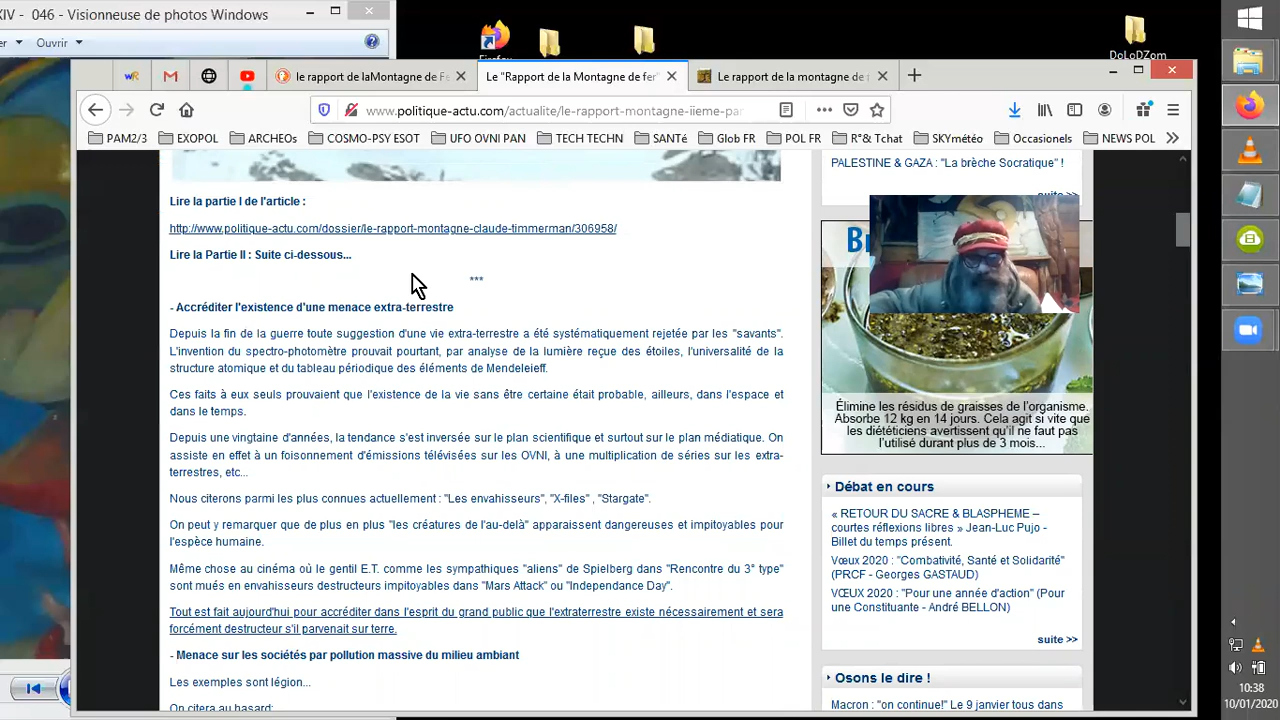 XIV - 046 - Visionneuse de photos Windows
Ouvrir
Firefox
DoLoDZom
le rapport de laMontagne de Fe
Le "Rapport de la Montagne de fer"
Le rapport de la montagne de
www.politique-actu.com/actualite/le-rapport-montagne-iieme-par
PAM2/3
EXOPOL
ARCHEOs
COSMO-PSY ESOT
UFO OVNI PAN
TECH TECHN
SANTé
Glob FR
POL FR
R°& Tchat
SKYmétéo
Occasionels
NEWS POL
Lire la partie I de l'article :
http://www.politique-actu.com/dossier/le-rapport-montagne-claude-timmerman/306958/
Lire la Partie II : Suite ci-dessous...
***
- Accréditer l'existence d'une menace extra-terrestre
Depuis la fin de la guerre toute suggestion d'une vie extra-terrestre a été systématiquement rejetée par les "savants".
L'invention du spectro-photomètre prouvait pourtant, par analyse de la lumière reçue des étoiles, l'universalité de la
structure atomique et du tableau périodique des éléments de Mendeleieff.
Ces faits à eux seuls prouvaient que l'existence de la vie sans être certaine était probable, ailleurs, dans l'espace et
dans le temps.
Depuis une vingtaine d'années, la tendance s'est inversée sur le plan scientifique et surtout sur le plan médiatique. On
assiste en effet à un foisonnement d'émissions télévisées sur les OVNI, à une multiplication de séries sur les extra-
terrestres, etc...
Nous citerons parmi les plus connues actuellement : "Les envahisseurs", "X-files" , "Stargate".
On peut y remarquer que de plus en plus "les créatures de l'au-delà" apparaissent dangereuses et impitoyables pour
l'espèce humaine.
Même chose au cinéma où le gentil E.T. comme les sympathiques "aliens" de Spielberg dans "Rencontre du 3° type"
sont mués en envahisseurs destructeurs impitoyables dans "Mars Attack" ou "Independance Day".
Tout est fait aujourd'hui pour accréditer dans l'esprit du grand public que l'extraterrestre existe nécessairement et sera
forcément destructeur s'il parvenait sur terre.
- Menace sur les sociétés par pollution massive du milieu ambiant
Les exemples sont légion...
On citera au hasard:
PALESTINE & GAZA : "La brèche Socratique" !
suite >>
Élimine les résidus de graisses de l'organisme.
Absorbe 12 kg en 14 jours. Cela agit si vite que
les diététiciens avertissent qu'il ne faut pas
l'utilisé durant plus de 3 mois...
Débat en cours
« RETOUR DU SACRE & BLASPHEME –
courtes réflexions libres » Jean-Luc Pujo -
Billet du temps présent.
Vœux 2020 : "Combativité, Santé et Solidarité"
(PRCF - Georges GASTAUD)
VŒUX 2020 : "Pour une année d'action" (Pour
une Constituante - André BELLON)
suite >>
Osons le dire !
Macron : "on continue!" Le 9 janvier tous dans
10:38
10/01/2020